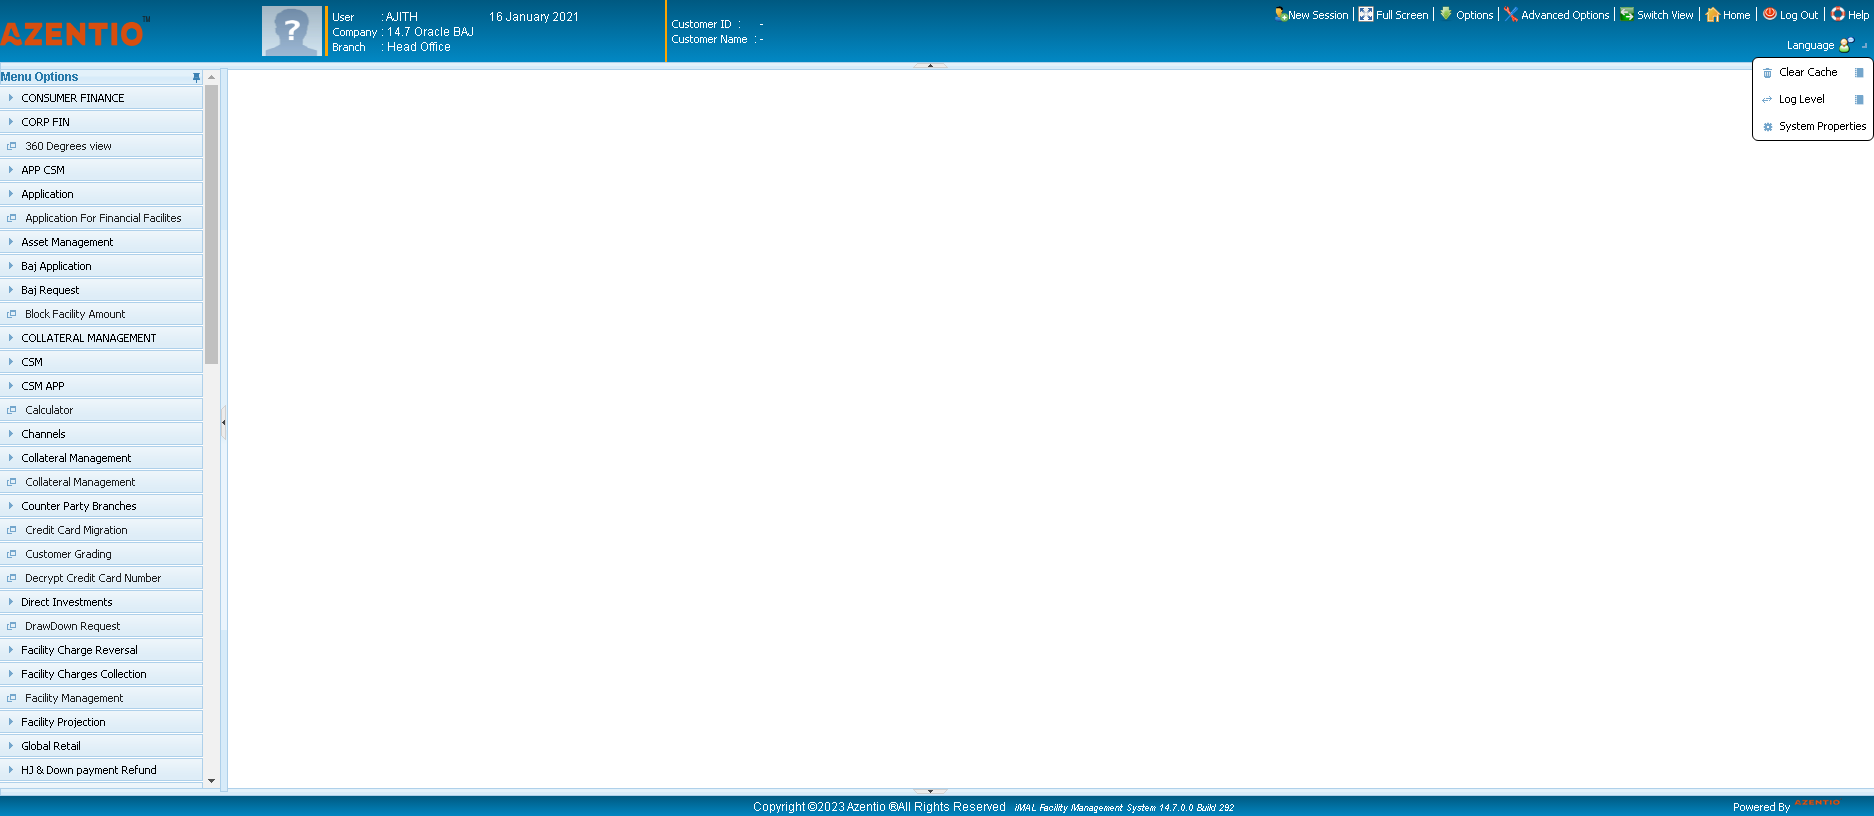 AZENTIO™
User : AJITH 16 January 2021
Company : 14.7 Oracle BAJ
Branch : Head Office
Customer ID : -
Customer Name : -
New Session Full Screen Options Advanced Options Switch View Home Log Out Help
Language
Clear Cache
Log Level
System Properties
Menu Options
CONSUMER FINANCE
CORP FIN
360 Degrees view
APP CSM
Application
Application For Financial Facilites
Asset Management
Baj Application
Baj Request
Block Facility Amount
COLLATERAL MANAGEMENT
CSM
CSM APP
Calculator
Channels
Collateral Management
Collateral Management
Counter Party Branches
Credit Card Migration
Customer Grading
Decrypt Credit Card Number
Direct Investments
DrawDown Request
Facility Charge Reversal
Facility Charges Collection
Facility Management
Facility Projection
Global Retail
HJ & Down payment Refund
Copyright ©2023 Azentio ®All Rights Reserved iMAL Facility Management System 14.7.0.0 Build 292
Powered By AZENTIO